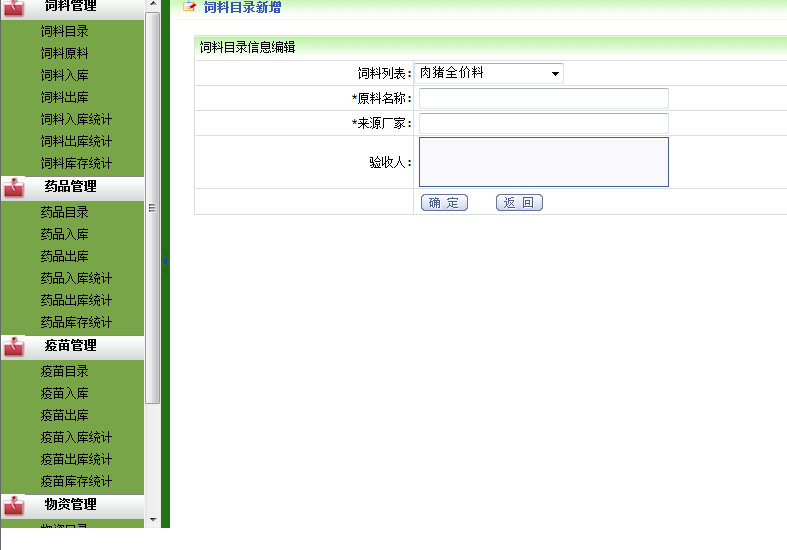 饲料管理
饲料目录
饲料原料
饲料入库
饲料出库
饲料入库统计
饲料出库统计
饲料库存统计
药品管理
药品目录
药品入库
药品出库
药品入库统计
药品出库统计
药品库存统计
疫苗管理
疫苗目录
疫苗入库
疫苗出库
疫苗入库统计
疫苗出库统计
疫苗库存统计
物资管理
物资目录
饲料目录新增
饲料目录信息编辑
饲料列表： 肉猪全价料
*原料名称：
*来源厂家：
验收人：
确 定 返 回